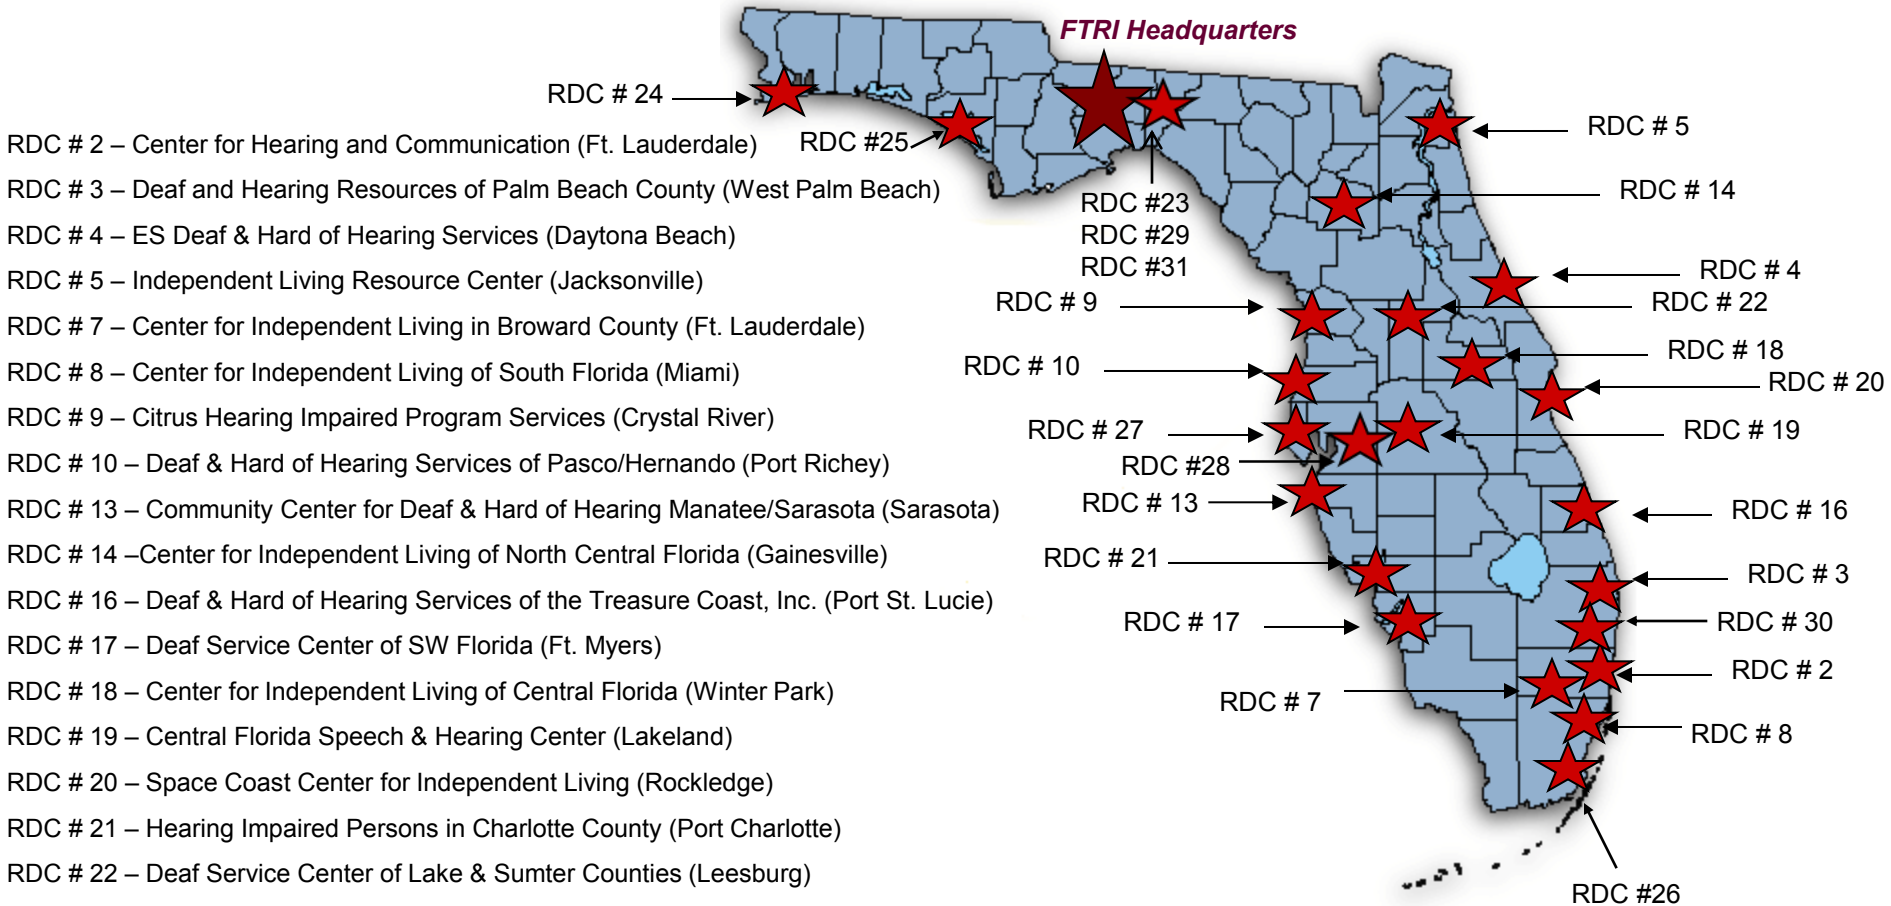 FTRI Headquarters
RDC # 24
RDC #25
RDC # 5
RDC # 14
RDC #23
RDC #29
RDC #31
RDC # 4
RDC # 9
RDC # 22
RDC # 18
RDC # 10
RDC # 20
RDC # 27
RDC # 19
RDC #28
RDC # 13
RDC # 16
RDC # 21
RDC # 3
RDC # 17
RDC # 30
RDC # 2
RDC # 7
RDC # 8
RDC #26
RDC # 2 – Center for Hearing and Communication (Ft. Lauderdale)
RDC # 3 – Deaf and Hearing Resources of Palm Beach County (West Palm Beach)
RDC # 4 – ES Deaf & Hard of Hearing Services (Daytona Beach)
RDC # 5 – Independent Living Resource Center (Jacksonville)
RDC # 7 – Center for Independent Living in Broward County (Ft. Lauderdale)
RDC # 8 – Center for Independent Living of South Florida (Miami)
RDC # 9 – Citrus Hearing Impaired Program Services (Crystal River)
RDC # 10 – Deaf & Hard of Hearing Services of Pasco/Hernando (Port Richey)
RDC # 13 – Community Center for Deaf & Hard of Hearing Manatee/Sarasota (Sarasota)
RDC # 14 –Center for Independent Living of North Central Florida (Gainesville)
RDC # 16 – Deaf & Hard of Hearing Services of the Treasure Coast, Inc. (Port St. Lucie)
RDC # 17 – Deaf Service Center of SW Florida (Ft. Myers)
RDC # 18 – Center for Independent Living of Central Florida (Winter Park)
RDC # 19 – Central Florida Speech & Hearing Center (Lakeland)
RDC # 20 – Space Coast Center for Independent Living (Rockledge)
RDC # 21 – Hearing Impaired Persons in Charlotte County (Port Charlotte)
RDC # 22 – Deaf Service Center of Lake & Sumter Counties (Leesburg)